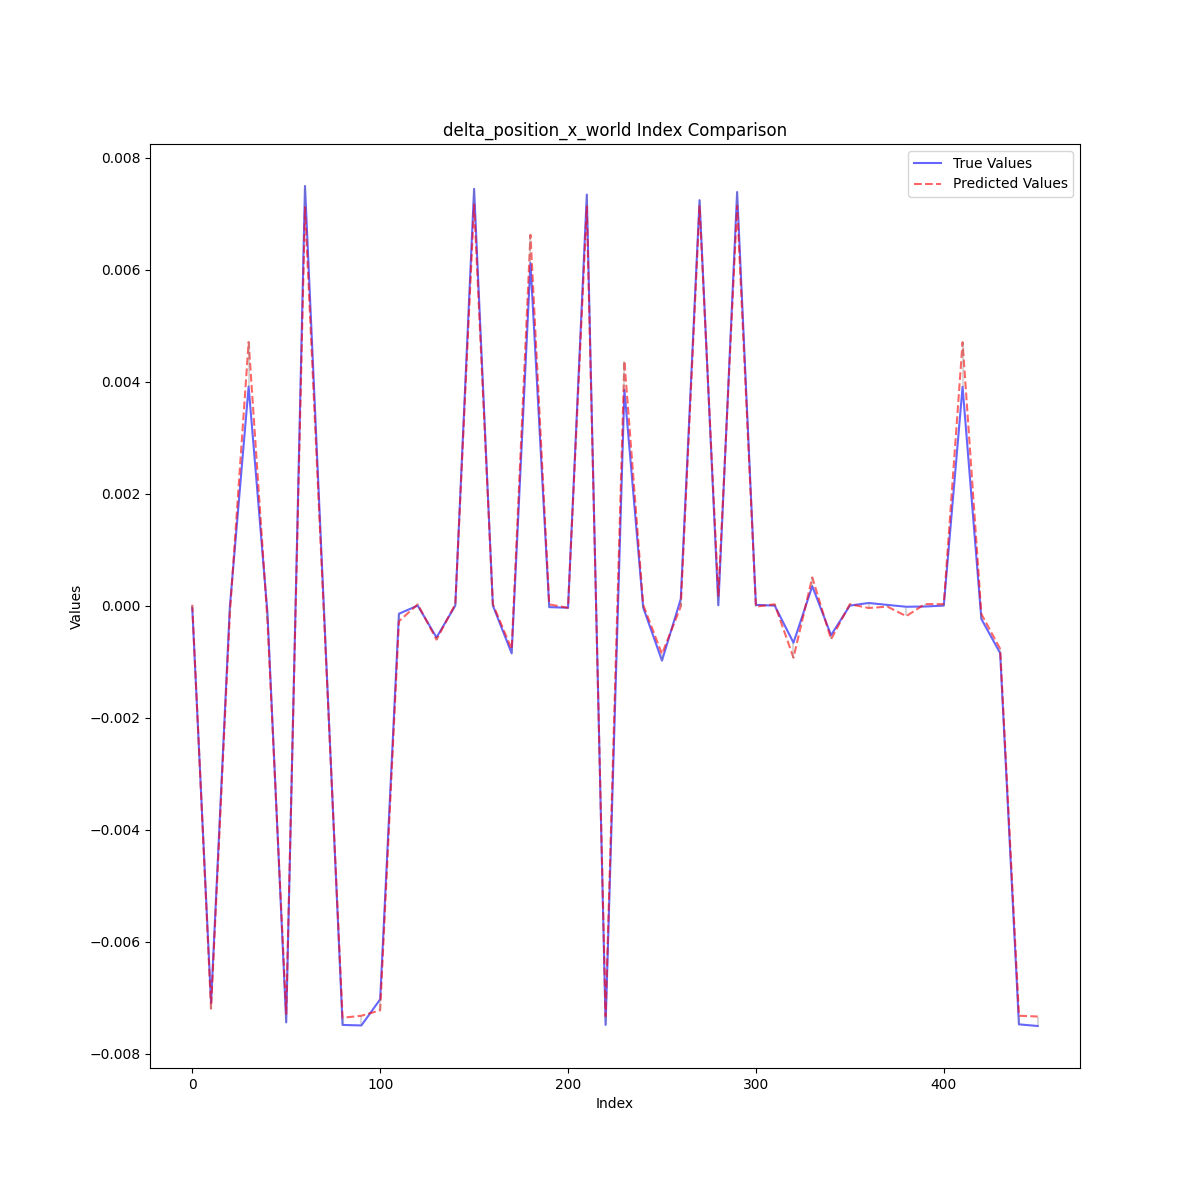 delta_position_x_world Index Comparison
True Values
Predicted Values
0.008
0.006
0.004
0.002
0.000
−0.002
−0.004
−0.006
−0.008
Values
0
100
200
300
400
Index